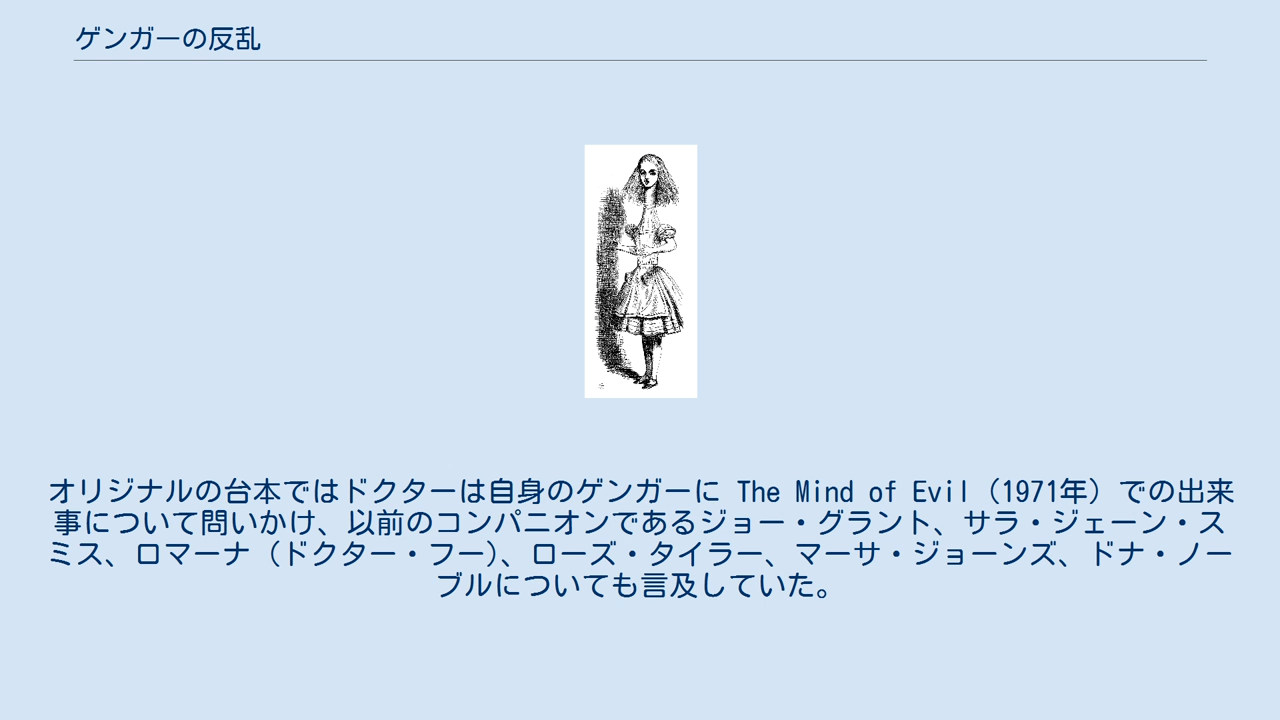 ゲンガーの反乱
オリジナルの台本ではドクターは自身のゲンガーに The Mind of Evil（1971年）での出来
事について問いかけ、以前のコンパニオンであるジョー・グラント、サラ・ジェーン・ス
ミス、ロマーナ（ドクター・フー）、ローズ・タイラー、マーサ・ジョーンズ、ドナ・ノー
ブルについても言及していた。